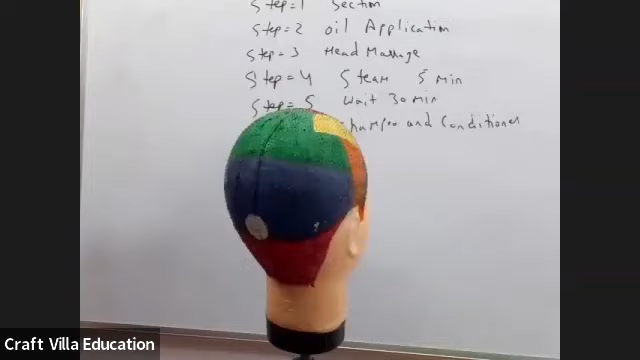 Step=1 Section
Step=2 oil Application
Step=3 Head Massage
Step=4 Steam 5 min
Step=5 Wait 30 min
and Conditioner
Craft Villa Education